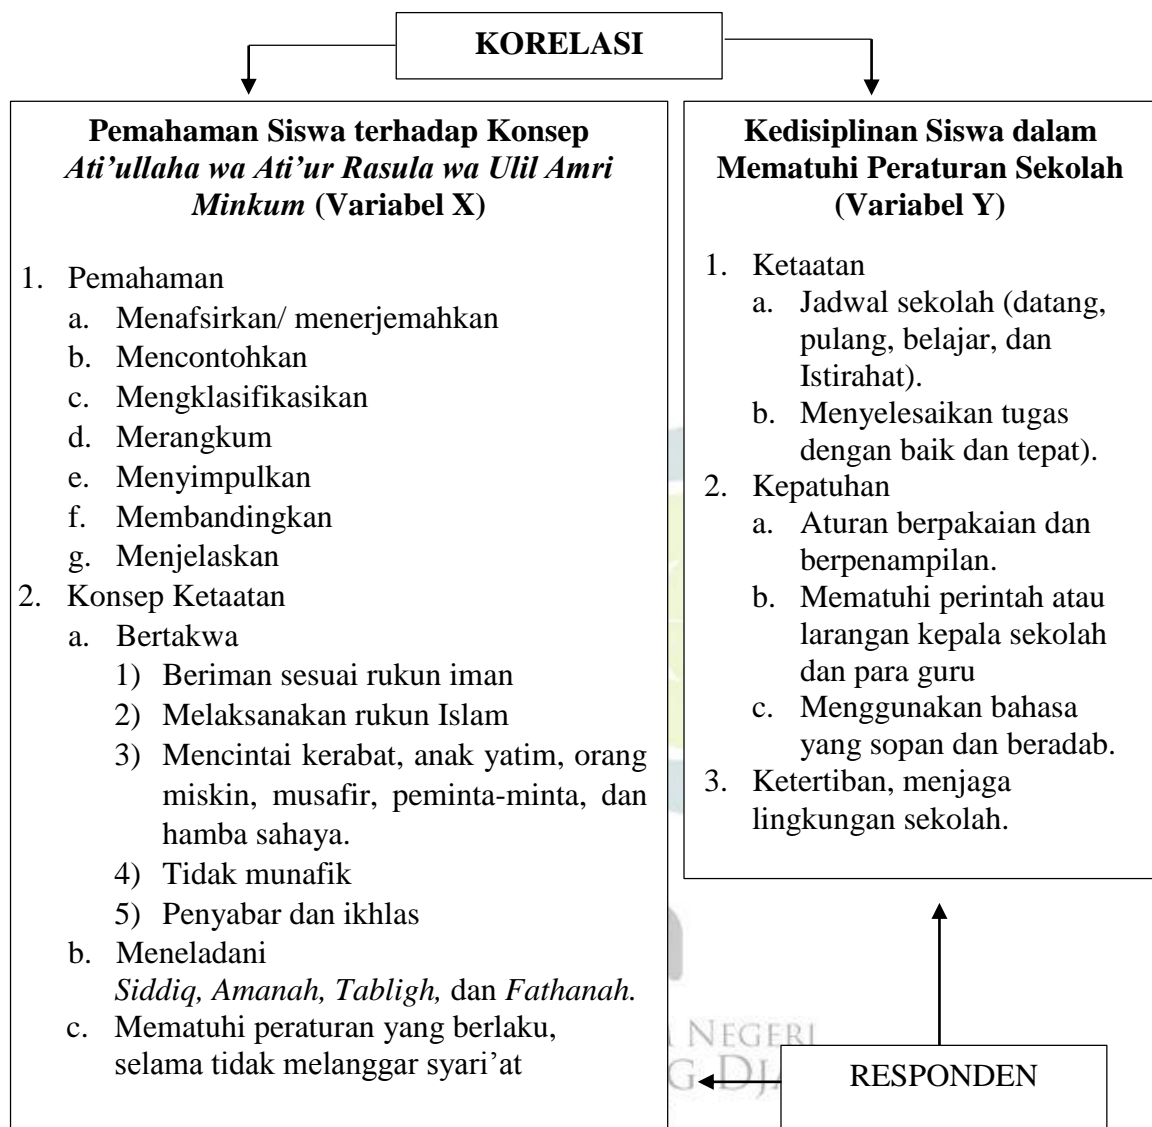 KORELASI
Pemahaman Siswa terhadap Konsep
Ati’ullaha wa Ati’ur Rasula wa Ulil Amri
Minkum (Variabel X)
1. Pemahaman
a. Menafsirkan/ menerjemahkan
b. Mencontohkan
c. Mengklasifikasikan
d. Merangkum
e. Menyimpulkan
f. Membandingkan
g. Menjelaskan
2. Konsep Ketaatan
a. Bertakwa
1) Beriman sesuai rukun iman
2) Melaksanakan rukun Islam
3) Mencintai kerabat, anak yatim, orang
miskin, musafir, peminta-minta, dan
hamba sahaya.
4) Tidak munafik
5) Penyabar dan ikhlas
b. Meneladani
Siddiq, Amanah, Tabligh, dan Fathanah.
c. Mematuhi peraturan yang berlaku,
selama tidak melanggar syari’at
Kedisiplinan Siswa dalam
Mematuhi Peraturan Sekolah
(Variabel Y)
1. Ketaatan
a. Jadwal sekolah (datang,
pulang, belajar, dan
Istirahat).
b. Menyelesaikan tugas
dengan baik dan tepat).
2. Kepatuhan
a. Aturan berpakaian dan
berpenampilan.
b. Mematuhi perintah atau
larangan kepala sekolah
dan para guru
c. Menggunakan bahasa
yang sopan dan beradab.
3. Ketertiban, menjaga
lingkungan sekolah.
NEGERI
RESPONDEN